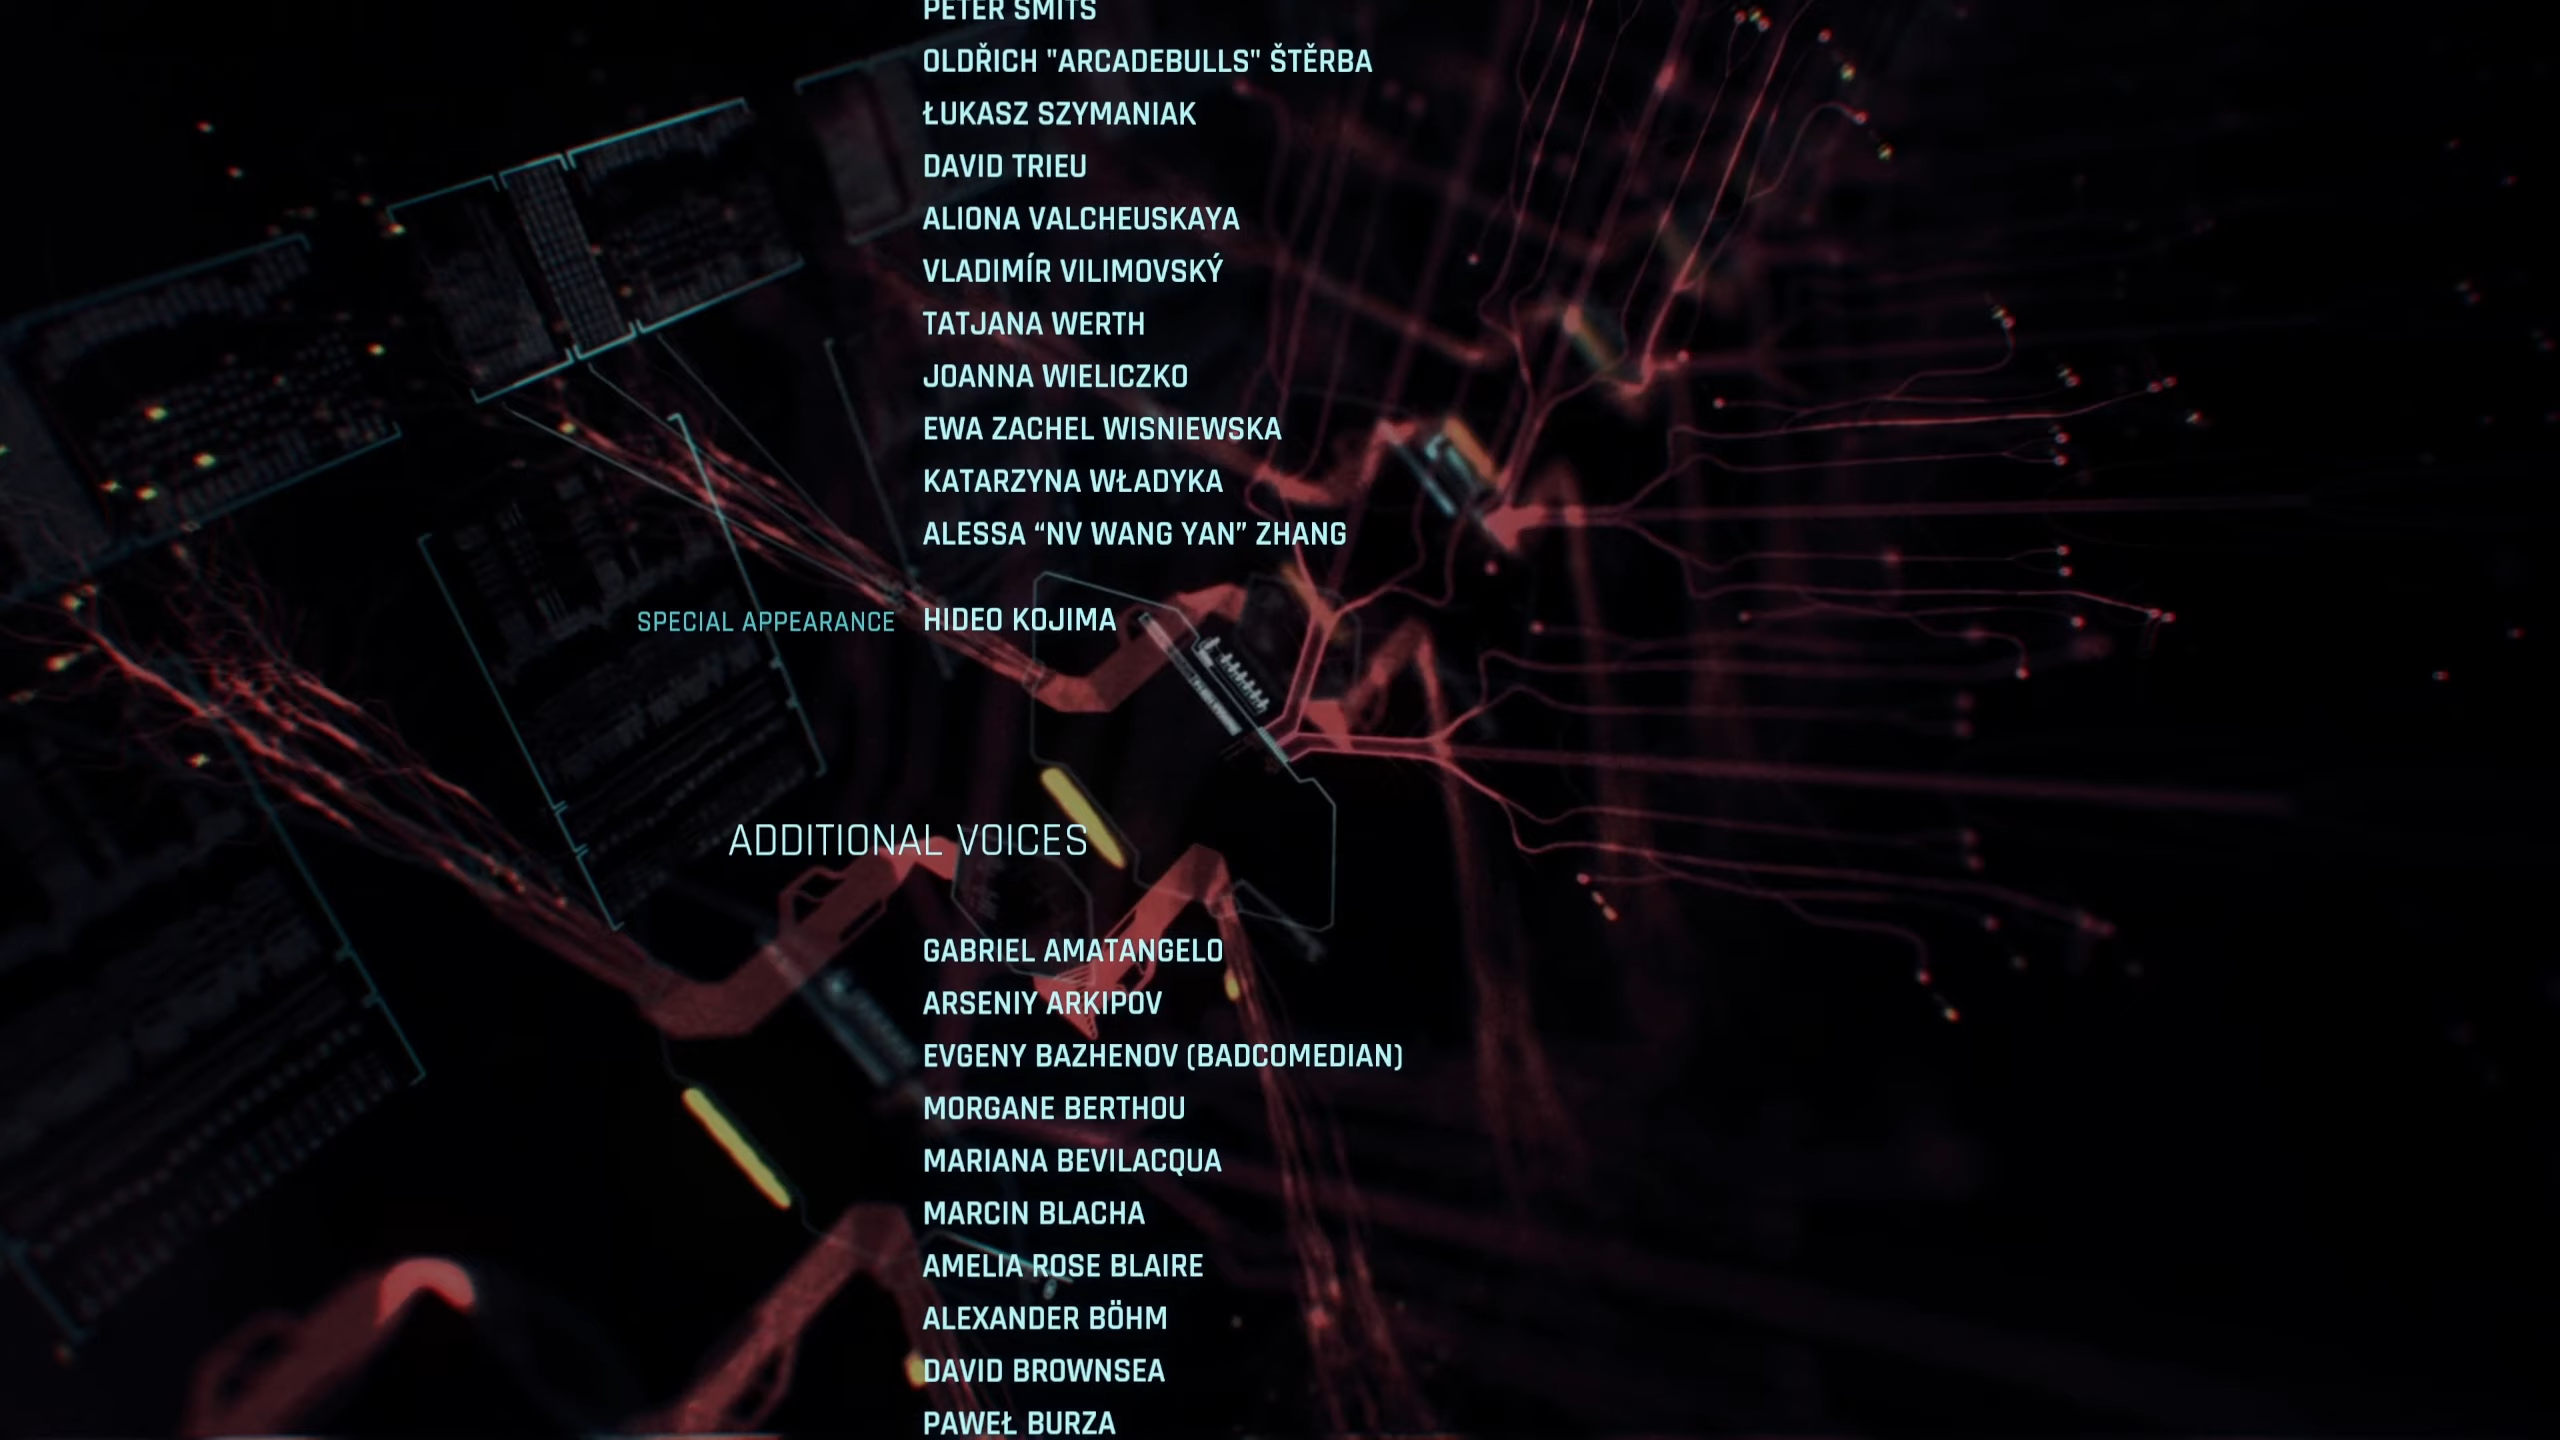 PETER SMITS
OLDŘICH "ARCADEBULLS" ŠTĚRBA
ŁUKASZ SZYMANIAK
DAVID TRIEU
ALIONA VALCHEUSKAYA
VLADIMÍR VILIMOVSKÝ
TATJANA WERTH
JOANNA WIELICZKO
EWA ZACHEL WISNIEWSKA
KATARZYNA WŁADYKA
ALESSA “NV WANG YAN” ZHANG
SPECIAL APPEARANCE HIDEO KOJIMA
ADDITIONAL VOICES
GABRIEL AMATANGELO
ARSENIY ARKIPOV
EVGENY BAZHENOV (BADCOMEDIAN)
MORGANE BERTHOU
MARIANA BEVILACQUA
MARCIN BLACHA
AMELIA ROSE BLAIRE
ALEXANDER BÖHM
DAVID BROWNSEA
PAWEŁ BURZA